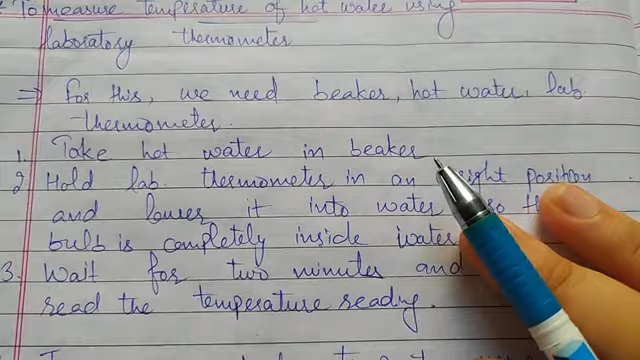 To measure temperature of hot water using
laboratory thermometer
⇒ For this, we need beaker, hot water, lab
thermometer.
1. Take hot water in beaker
2 Hold lab. thermometer in an position
and lower it into water so
bulb is completely inside water
3. Wait for two minutes and
read the temperature reading.